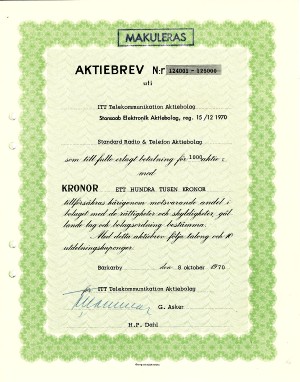 MAKULERAS
AKTIEBREV N:r 124001 - 125000
uti
ITT Telekommunikation Aktiebolag
Stansaab Elektronik Aktiebolag, reg. 15/12 1970
Standard Radio & Telefon Aktiebolag
som till fullo erlagt betalning för 1000 aktie r
med
KRONOR ETT HUNDRA TUSEN KRONOR
tillförsäkras härigenom motsvarande andel i
bolaget med de rättigheter och skyldigheter, gäl-
lande lag och bolagsordning bestämma.
Med detta aktiebrev följa talong och 10
utdelningskuponger.
Barkarby den 8 oktober 1970
för ITT Telekommunikation Aktiebolag
G. Asker
H.P. Dahl